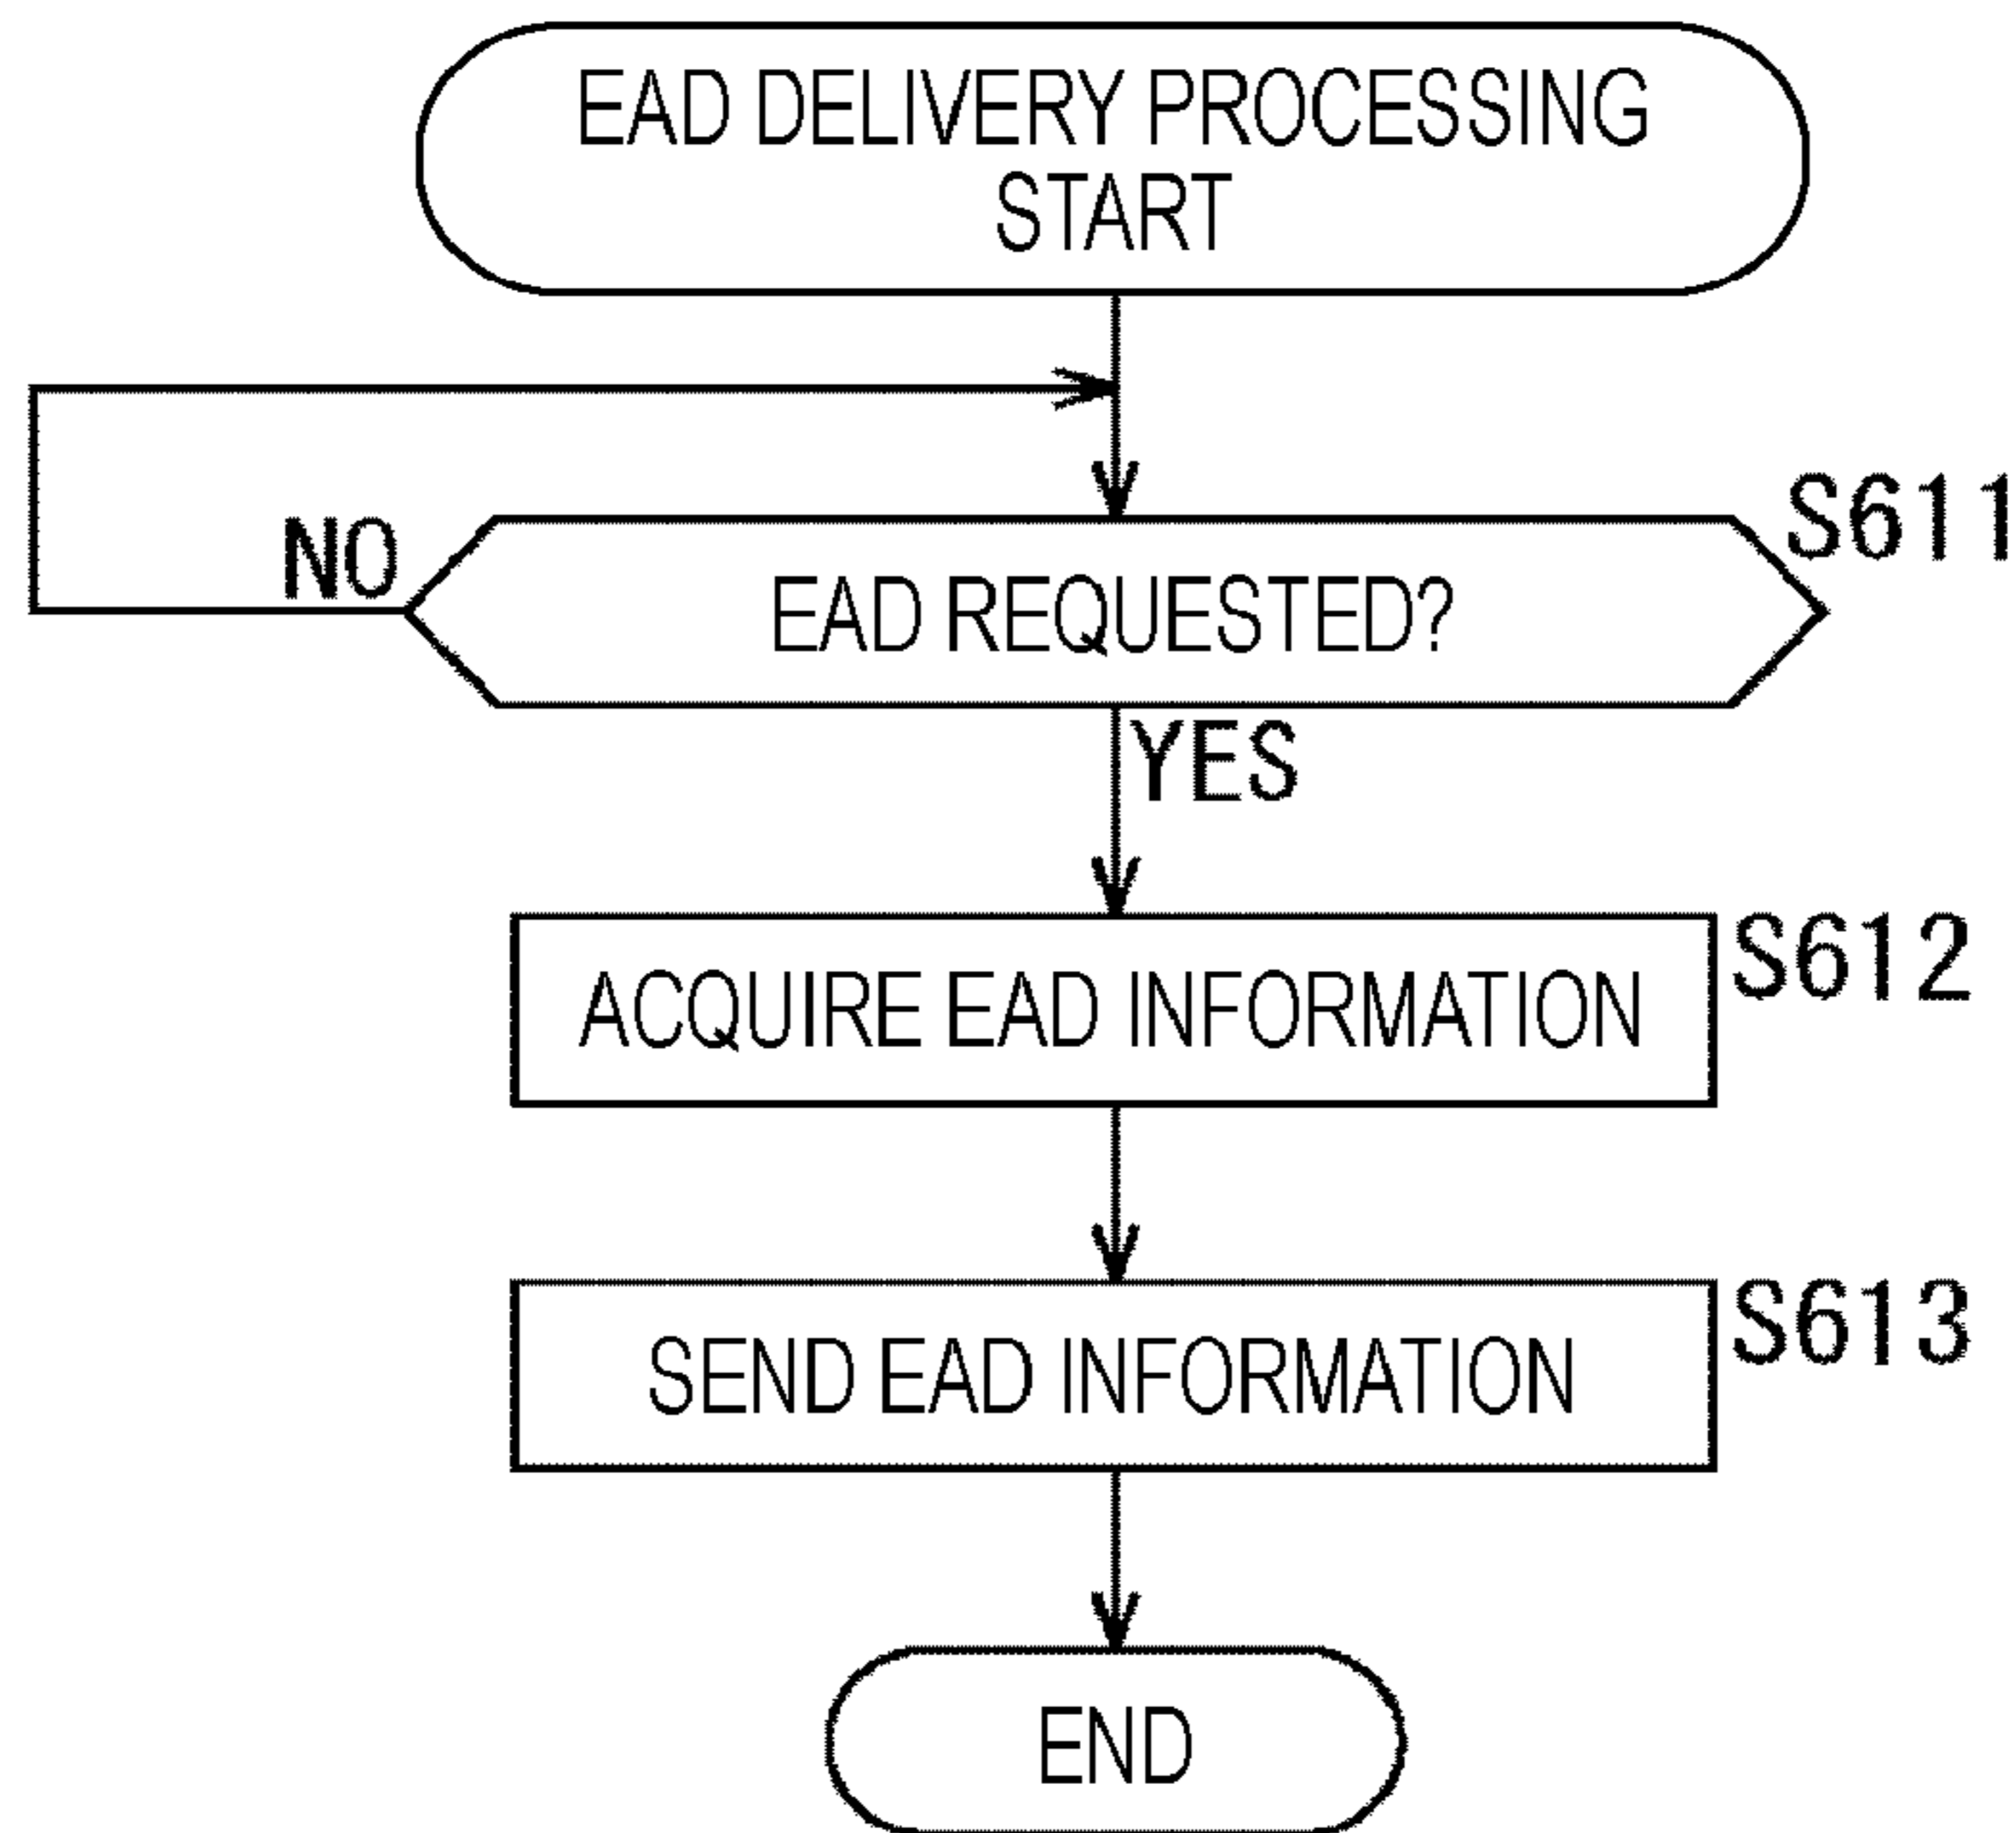 EAD DELIVERY PROCESSING
START
S611
NO
EAD REQUESTED?
YES
S612
ACQUIRE EAD INFORMATION
S613
SEND EAD INFORMATION
END